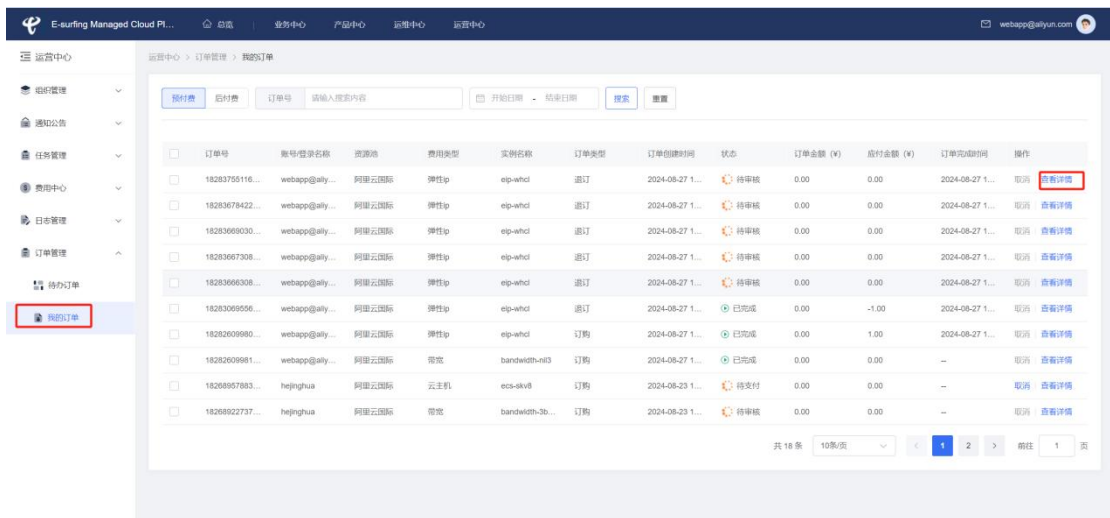 E-surfing Managed Cloud Pl... 总览 业务中心 产品中心 运维中心 运营中心 webapp@aliyun.com
运营中心
运营中心 > 订单管理 > 我的订单
组织管理
通知公告
任务管理
费用中心
日志管理
订单管理
待办订单
我的订单
预付费 后付费 订单号 请输入搜索内容 开始日期 - 结束日期 搜索 重置
订单号 账号/登录名称 资源池 费用类型 实例名称 订单类型 订单创建时间 状态 订单金额 (¥) 应付金额 (¥) 订单完成时间 操作
18283755116... webapp@aliy... 阿里云国际 弹性ip eip-whcl 退订 2024-08-27 1... 待审核 0.00 0.00 2024-08-27 1... 取消 查看详情
18283678422... webapp@aliy... 阿里云国际 弹性ip eip-whcl 退订 2024-08-27 1... 待审核 0.00 0.00 2024-08-27 1... 取消 查看详情
18283669030... webapp@aliy... 阿里云国际 弹性ip eip-whcl 退订 2024-08-27 1... 待审核 0.00 0.00 2024-08-27 1... 取消 查看详情
18283667308... webapp@aliy... 阿里云国际 弹性ip eip-whcl 退订 2024-08-27 1... 待审核 0.00 0.00 2024-08-27 1... 取消 查看详情
18283666308... webapp@aliy... 阿里云国际 弹性ip eip-whcl 退订 2024-08-27 1... 待审核 0.00 0.00 2024-08-27 1... 取消 查看详情
18283069556... webapp@aliy... 阿里云国际 弹性ip eip-whcl 退订 2024-08-27 1... 已完成 0.00 -1.00 2024-08-27 1... 取消 查看详情
18282609980... webapp@aliy... 阿里云国际 弹性ip eip-whcl 订购 2024-08-27 1... 已完成 0.00 1.00 2024-08-27 1... 取消 查看详情
18282609981... webapp@aliy... 阿里云国际 带宽 bandwidth-nil3 订购 2024-08-27 1... 已完成 0.00 0.00 -- 取消 查看详情
18268957883... hejinghua 阿里云国际 云主机 ecs-skv8 订购 2024-08-23 1... 待支付 0.00 0.00 -- 取消 查看详情
18268922737... hejinghua 阿里云国际 带宽 bandwidth-3b... 订购 2024-08-23 1... 待审核 0.00 0.00 -- 取消 查看详情
共 18 条 10条/页 < 1 2 > 前往 1 页